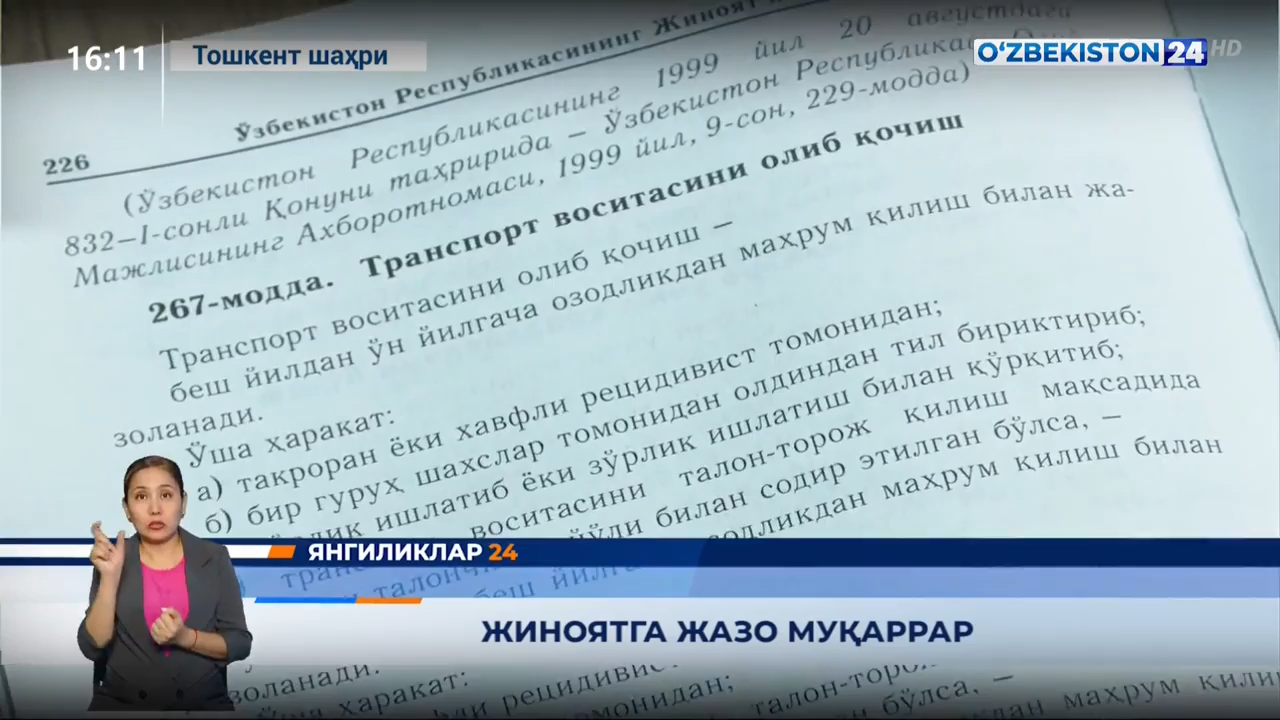 16:11
Тошкент шаҳри
O‘ZBEKISTON 24 HD
226
Ўзбекистон Республикасининг Жиноят
(Ўзбекистон Республикасининг 1999 йил 20 августдаги
832–I-сонли Қонуни таҳририда – Ўзбекистон Республикаси
Мажлисининг Ахборотномаси, 1999 йил, 9-сон, 229-модда)
267-модда. Транспорт воситасини олиб қочиш
Транспорт воситасини олиб қочиш –
беш йилдан ўн йилгача озодликдан маҳрум қилиш билан жа-
золанади.
Ўша ҳаракат:
а) такроран ёки хавфли рецидивист томонидан;
б) бир гуруҳ шахслар томонидан олдиндан тил бириктириб;
ишлатиб ёки зўрлик ишлатиш билан қўрқитиб;
воситасини талон-торож қилиш мақсадида
йўли билан содир этилган бўлса, –
маҳрум қилиш билан
ЯНГИЛИКЛАР 24
ЖИНОЯТГА ЖАЗО МУҚАРРАР
золанади.
ҳаракат: